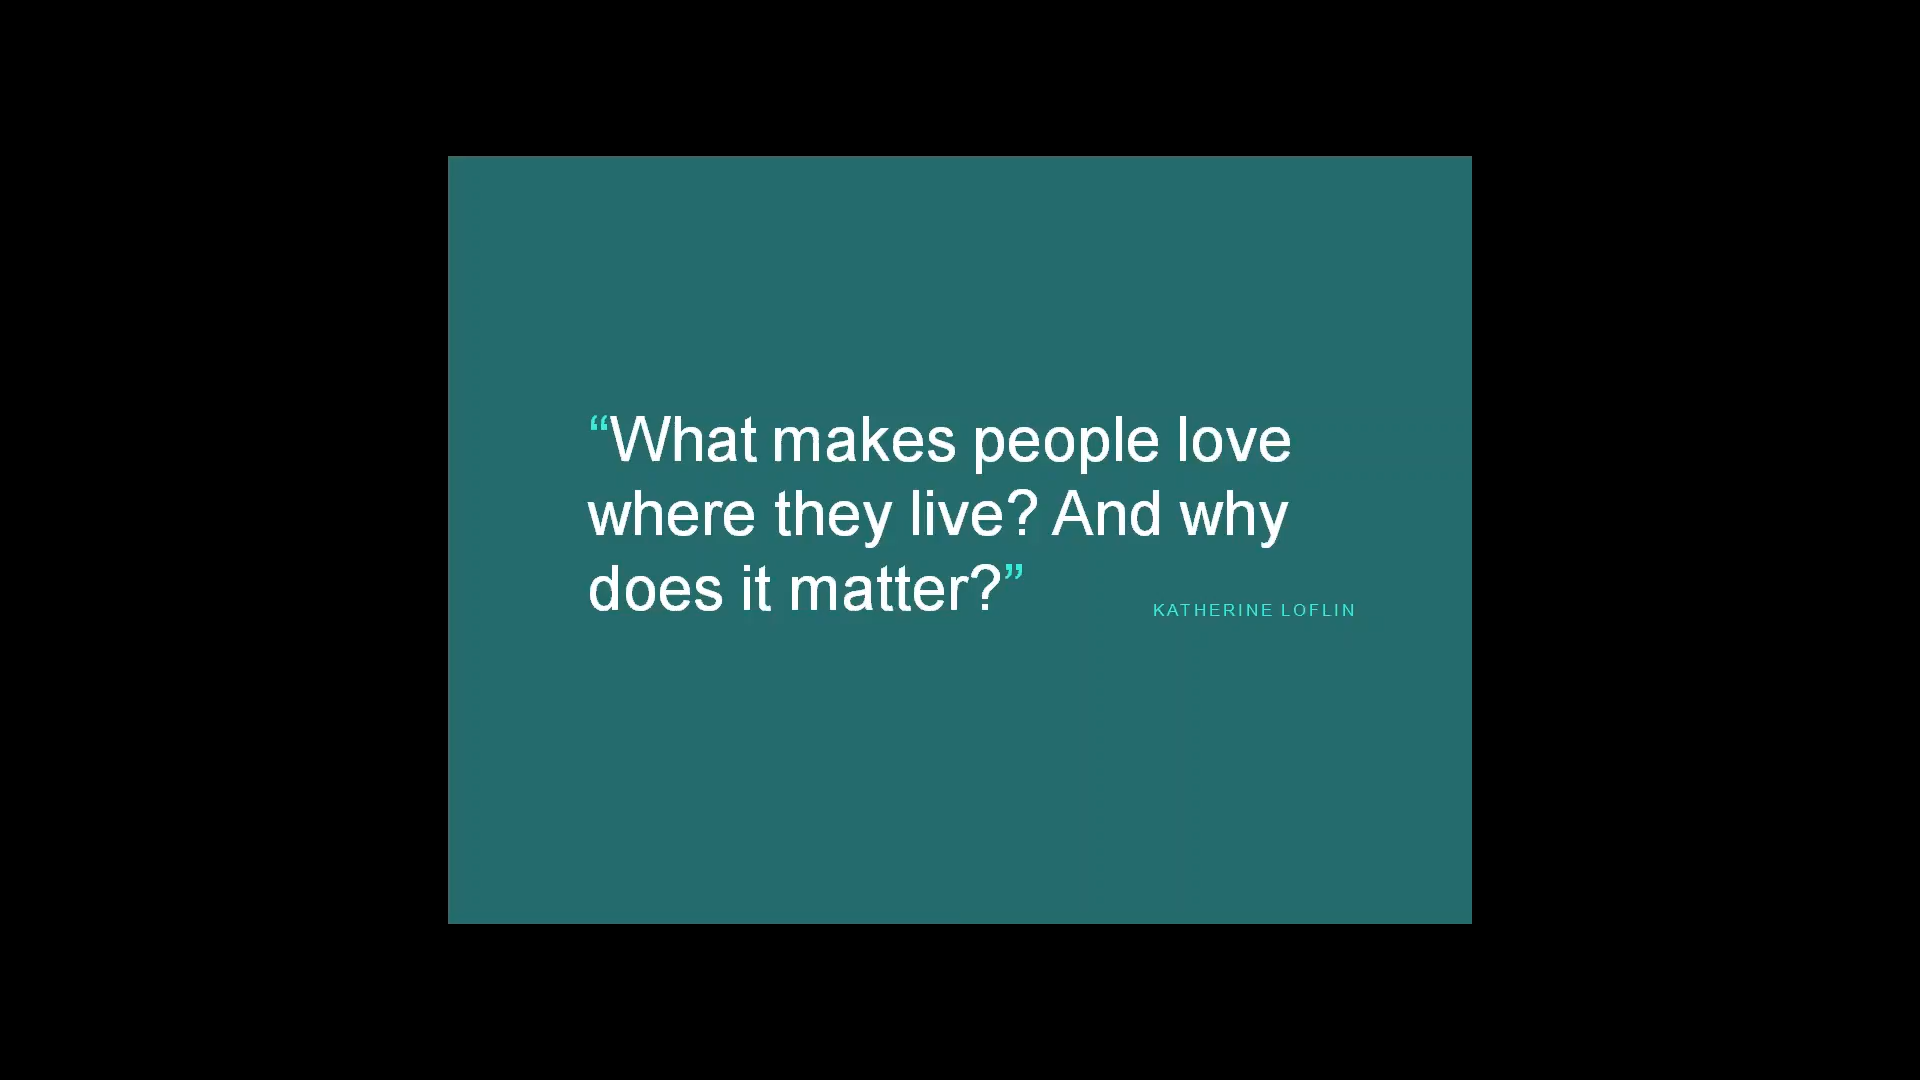 “What makes people love
where they live? And why
does it matter?”
KATHERINE LOFLIN